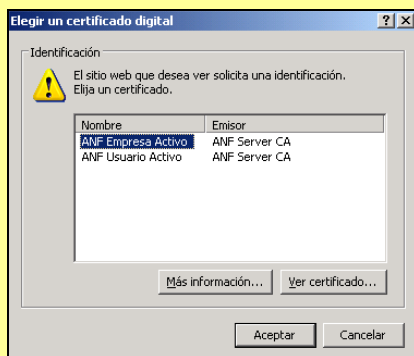 Elegir un certificado digital
Identificación
El sitio web que desea ver solicita una identificación.
Elija un certificado.
Nombre Emisor
ANF Empresa Activo ANF Server CA
ANF Usuario Activo ANF Server CA
Más información... Ver certificado...
Aceptar Cancelar